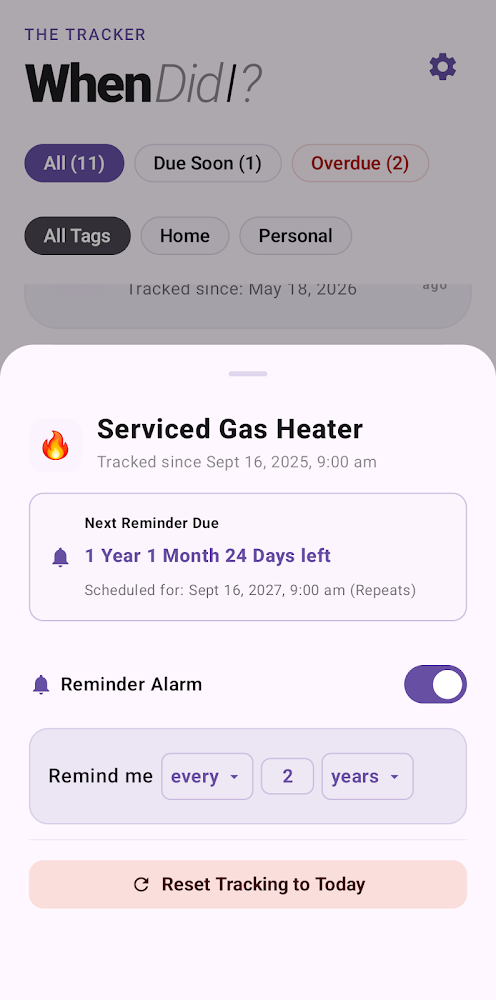 THE TRACKER
WhenDidI?
All (11) Due Soon (1) Overdue (2)
All Tags Home Personal
Tracked since: May 18, 2026 ago
Serviced Gas Heater
Tracked since Sept 16, 2025, 9:00 am
Next Reminder Due
1 Year 1 Month 24 Days left
Scheduled for: Sept 16, 2027, 9:00 am (Repeats)
Reminder Alarm
Remind me every 2 years
Reset Tracking to Today